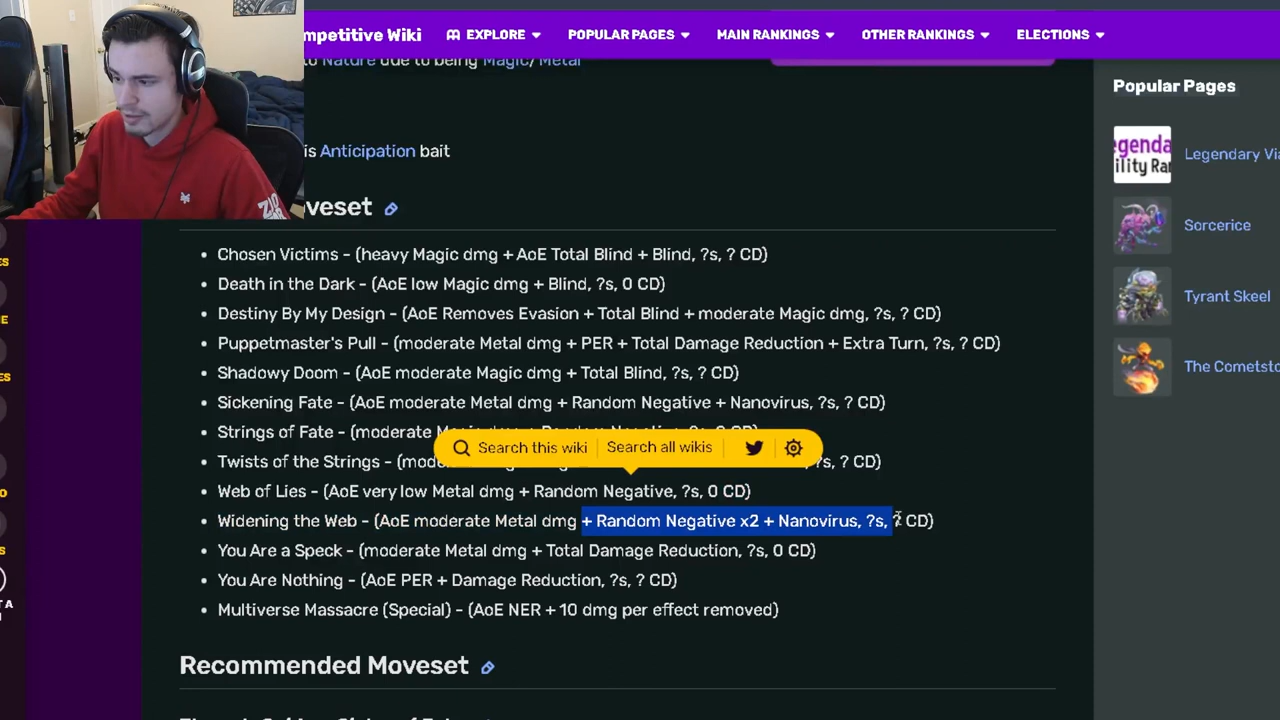 mpetitive Wiki EXPLORE POPULAR PAGES MAIN RANKINGS OTHER RANKINGS ELECTIONS
to Nature due to being Magic/Metal
Popular Pages
is Anticipation bait
veset
Chosen Victims - (heavy Magic dmg + AoE Total Blind + Blind, ?s, ? CD)
Death in the Dark - (AoE low Magic dmg + Blind, ?s, 0 CD)
Destiny By My Design - (AoE Removes Evasion + Total Blind + moderate Magic dmg, ?s, ? CD)
Puppetmaster's Pull - (moderate Metal dmg + PER + Total Damage Reduction + Extra Turn, ?s, ? CD)
Shadowy Doom - (AoE moderate Magic dmg + Total Blind, ?s, ? CD)
Sickening Fate - (AoE moderate Metal dmg + Random Negative + Nanovirus, ?s, ? CD)
Strings of Fate - (moderate
Search this wiki Search all wikis
Twists of the Strings - (mod ?s, ? CD)
Web of Lies - (AoE very low Metal dmg + Random Negative, ?s, 0 CD)
Widening the Web - (AoE moderate Metal dmg + Random Negative x2 + Nanovirus, ?s, ? CD)
You Are a Speck - (moderate Metal dmg + Total Damage Reduction, ?s, 0 CD)
You Are Nothing - (AoE PER + Damage Reduction, ?s, ? CD)
Multiverse Massacre (Special) - (AoE NER + 10 dmg per effect removed)
Recommended Moveset
Legendary Via
egenda
ility Ra
Sorcerice
Tyrant Skeel
The Cometsto
ZIP